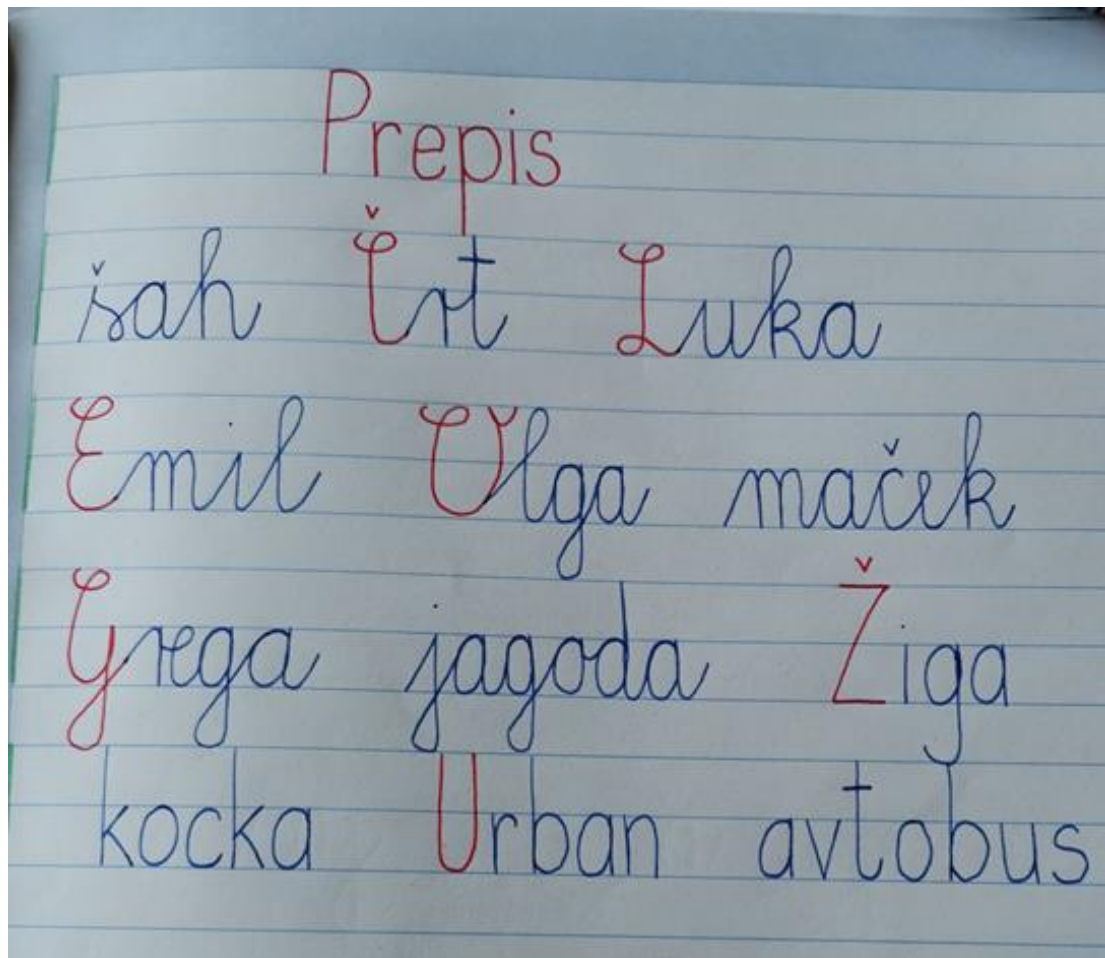 Prepis
šah Črt Luka
Emil Olga maček
Grega jagoda Žiga
kocka Urban avtobus